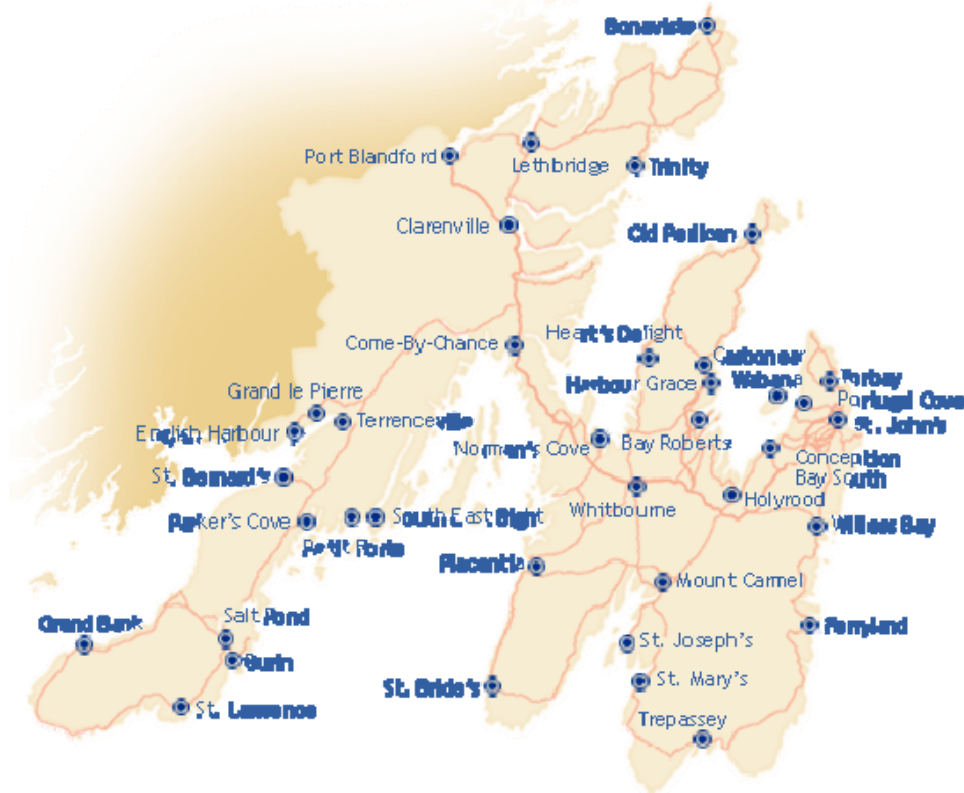 Bonavista
Port Blandford
Lethbridge
Trinity
Clarenville
Old Perlican
Come-By-Chance
Heart's Delight
Carbonear
Harbour Grace
Wabana
Torbay
Grand le Pierre
Portugal Cove
Terrenceville
St. John's
English Harbour
Norman's Cove
Bay Roberts
Conception
Bay South
St. Bernard's
Whitbourne
Holyrood
Parker's Cove
South East Bight
Witless Bay
Petit Forte
Placentia
Mount Carmel
Grand Bank
Salt Pond
Ferryland
St. Joseph's
Burin
St. Bride's
St. Mary's
St. Lawrence
Trepassey